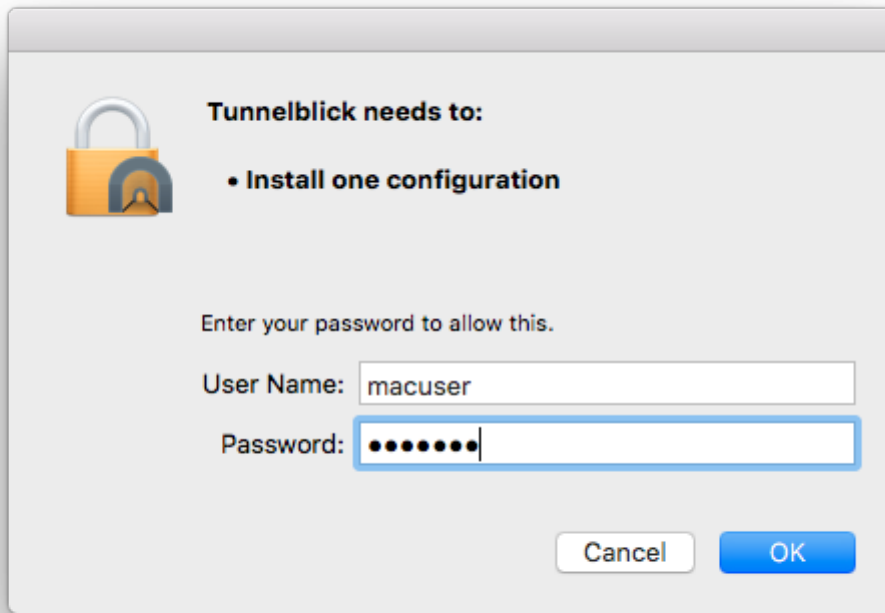 Tunnelblick needs to:
• Install one configuration
Enter your password to allow this.
User Name: macuser
Password: •••••••
Cancel OK